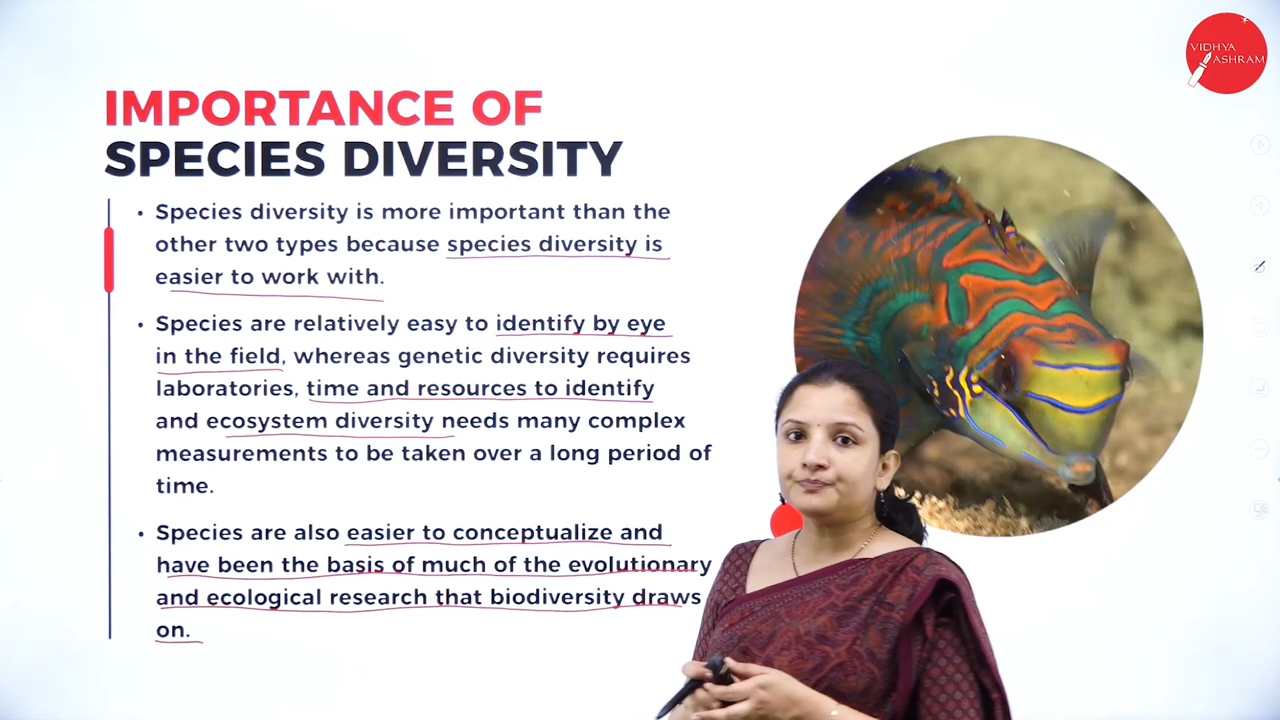 VIDHYA
ASHRAM
IMPORTANCE OF
SPECIES DIVERSITY
• Species diversity is more important than the
other two types because species diversity is
easier to work with.
• Species are relatively easy to identify by eye
in the field, whereas genetic diversity requires
laboratories, time and resources to identify
and ecosystem diversity needs many complex
measurements to be taken over a long period of
time.
• Species are also easier to conceptualize and
have been the basis of much of the evolutionary
and ecological research that biodiversity draws
on.